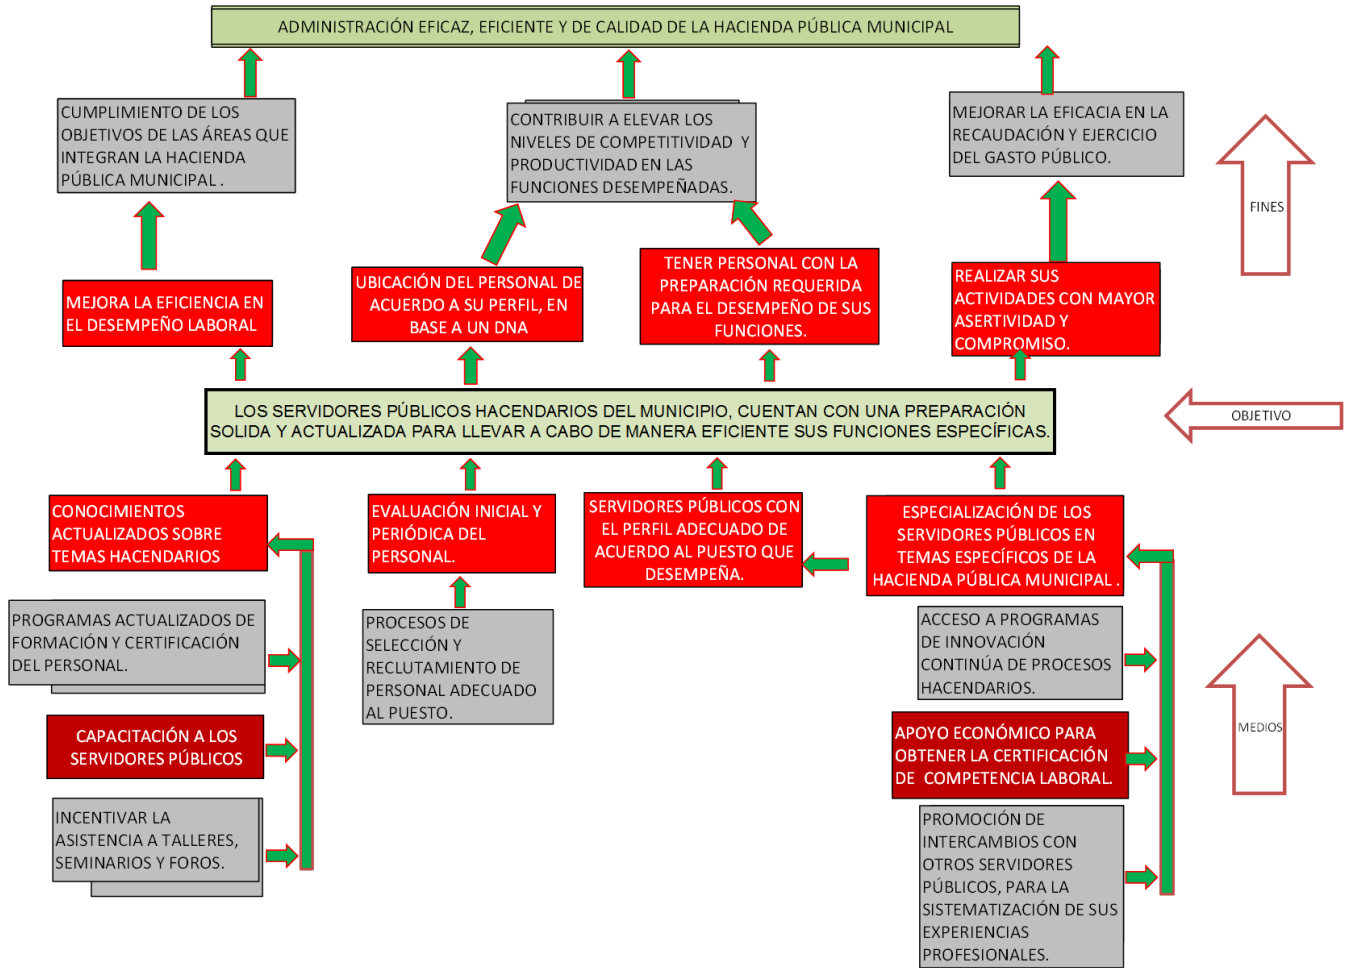 ADMINISTRACIÓN EFICAZ, EFICIENTE Y DE CALIDAD DE LA HACIENDA PÚBLICA MUNICIPAL
CUMPLIMIENTO DE LOS
OBJETIVOS DE LAS ÁREAS QUE
INTEGRAN LA HACIENDA
PÚBLICA MUNICIPAL .
CONTRIBUIR A ELEVAR LOS
NIVELES DE COMPETITIVIDAD Y
PRODUCTIVIDAD EN LAS
FUNCIONES DESEMPEÑADAS.
MEJORAR LA EFICACIA EN LA
RECAUDACIÓN Y EJERCICIO
DEL GASTO PÚBLICO.
FINES
MEJORA LA EFICIENCIA EN
EL DESEMPEÑO LABORAL
UBICACIÓN DEL PERSONAL DE
ACUERDO A SU PERFIL, EN
BASE A UN DNA
TENER PERSONAL CON LA
PREPARACIÓN REQUERIDA
PARA EL DESEMPEÑO DE SUS
FUNCIONES.
REALIZAR SUS
ACTIVIDADES CON MAYOR
ASERTIVIDAD Y
COMPROMISO.
LOS SERVIDORES PÚBLICOS HACENDARIOS DEL MUNICIPIO, CUENTAN CON UNA PREPARACIÓN
SOLIDA Y ACTUALIZADA PARA LLEVAR A CABO DE MANERA EFICIENTE SUS FUNCIONES ESPECÍFICAS.
OBJETIVO
CONOCIMIENTOS
ACTUALIZADOS SOBRE
TEMAS HACENDARIOS
EVALUACIÓN INICIAL Y
PERIÓDICA DEL
PERSONAL.
SERVIDORES PÚBLICOS CON
EL PERFIL ADECUADO DE
ACUERDO AL PUESTO QUE
DESEMPEÑA.
ESPECIALIZACIÓN DE LOS
SERVIDORES PÚBLICOS EN
TEMAS ESPECÍFICOS DE LA
HACIENDA PÚBLICA MUNICIPAL .
PROGRAMAS ACTUALIZADOS DE
FORMACIÓN Y CERTIFICACIÓN
DEL PERSONAL.
PROCESOS DE
SELECCIÓN Y
RECLUTAMIENTO DE
PERSONAL ADECUADO
AL PUESTO.
ACCESO A PROGRAMAS
DE INNOVACIÓN
CONTINÚA DE PROCESOS
HACENDARIOS.
CAPACITACIÓN A LOS
SERVIDORES PÚBLICOS
APOYO ECONÓMICO PARA
OBTENER LA CERTIFICACIÓN
DE COMPETENCIA LABORAL.
MEDIOS
INCENTIVAR LA
ASISTENCIA A TALLERES,
SEMINARIOS Y FOROS.
PROMOCIÓN DE
INTERCAMBIOS CON
OTROS SERVIDORES
PÚBLICOS, PARA LA
SISTEMATIZACIÓN DE SUS
EXPERIENCIAS
PROFESIONALES.